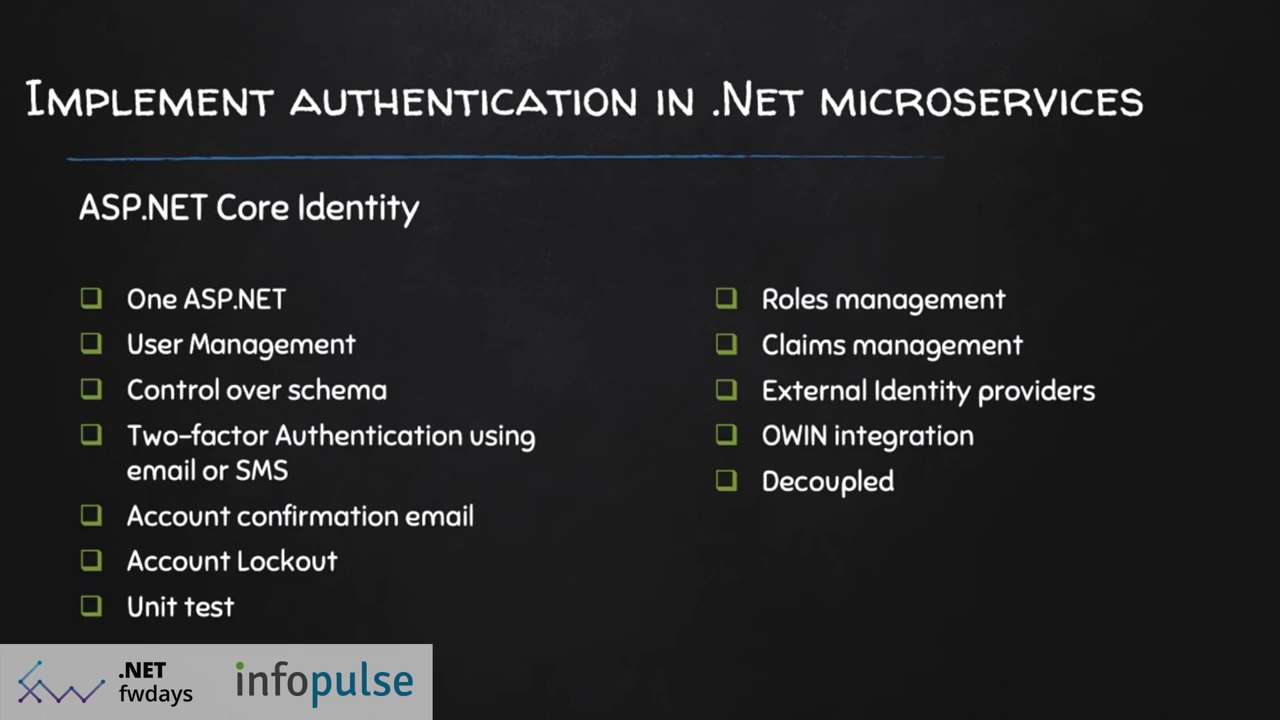 Implement authentication in .Net microservices
ASP.NET Core Identity
One ASP.NET
User Management
Control over schema
Two-factor Authentication using
email or SMS
Account confirmation email
Account Lockout
Unit test
Roles management
Claims management
External Identity providers
OWIN integration
Decoupled
.NET
fwdays
infopulse